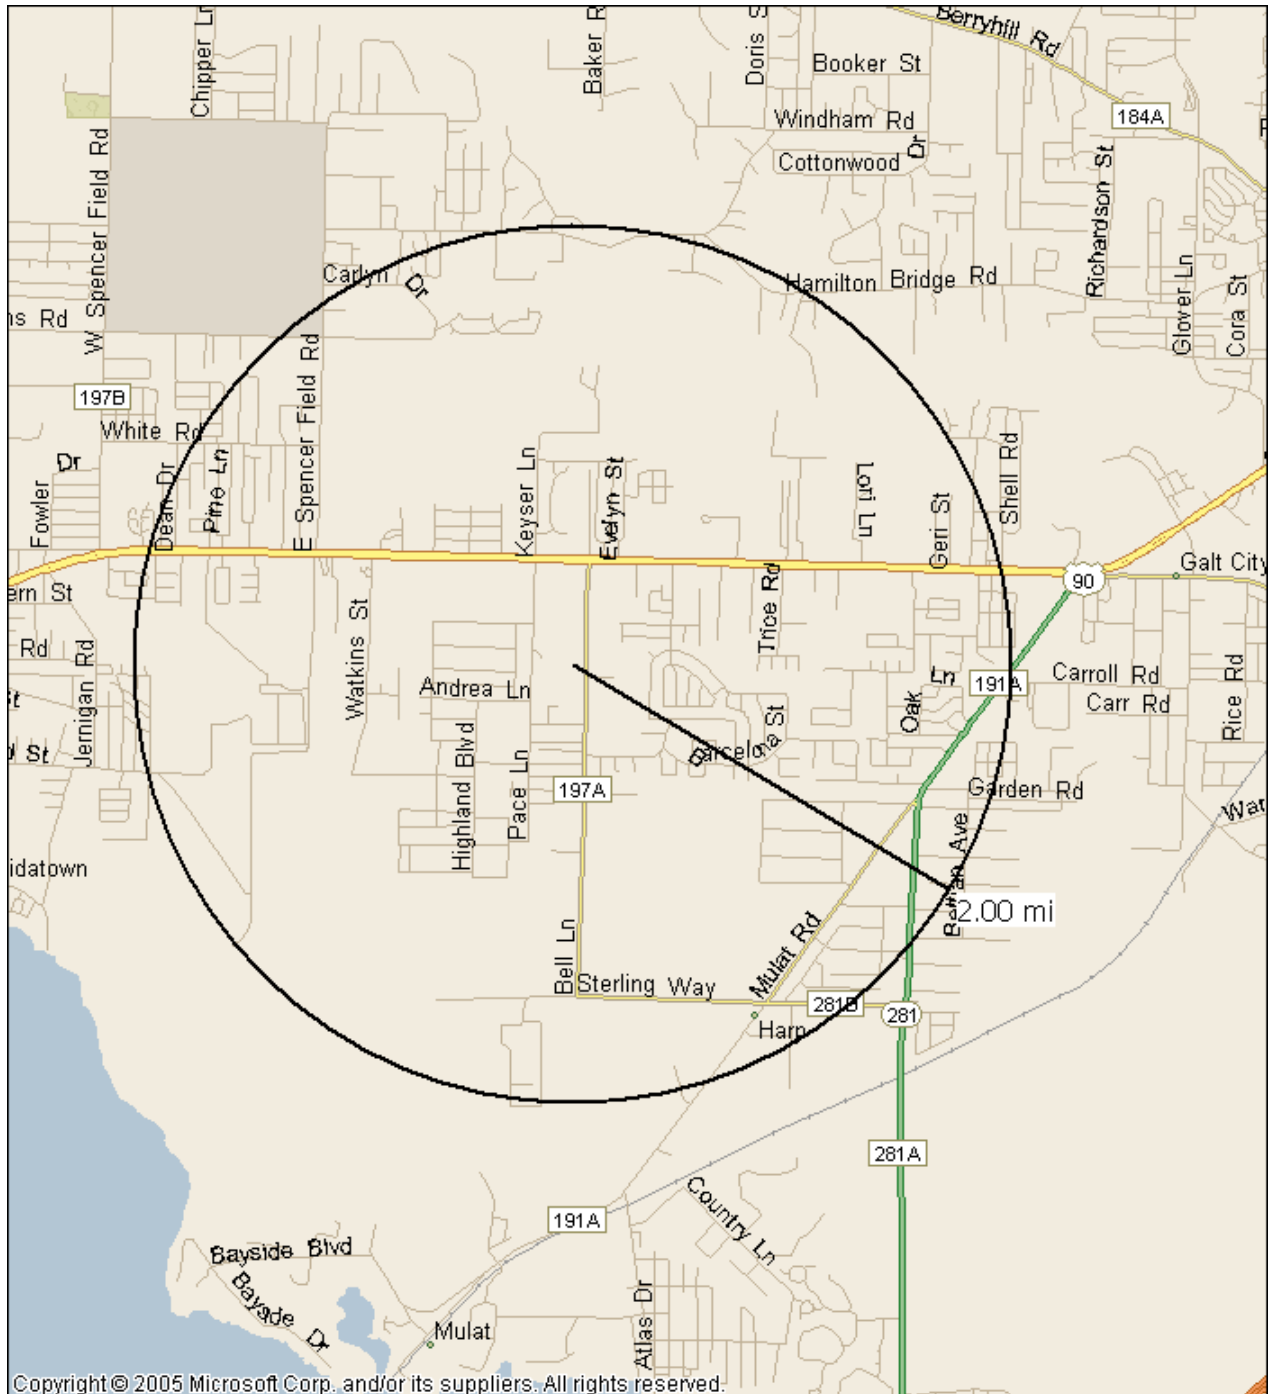 Chipper Ln
Baker R
Doris S
Berryhill Rd
Booker St
184A
Windham Rd
Cottonwood Dr
W Spencer Field Rd
Richardson St
Carlyn Dr
Hamilton Bridge Rd
Glover Ln
Cora St
ns Rd
197B
E Spencer Field Rd
White Rd
Fowler Dr
Dean Dr
Pine Ln
Keyser Ln
Evelyn St
Lori Ln
Geri St
Shell Rd
90
Galt City
ern St
Rd
Jernigan Rd
Watkins St
Trice Rd
Andrea Ln
Oak Ln
191A
Carroll Rd
Carr Rd
Rice Rd
St
d St
Highland Blvd
Pace Ln
Barcelona St
197A
Garden Rd
War
idatown
2.00 mi
Bell Ln
Mulat Rd
Sterling Way
281B
281
Harp
281A
191A
Country Ln
Bayside Blvd
Bayside Dr
Atlas Dr
Mulat
Copyright © 2005 Microsoft Corp. and/or its suppliers. All rights reserved.